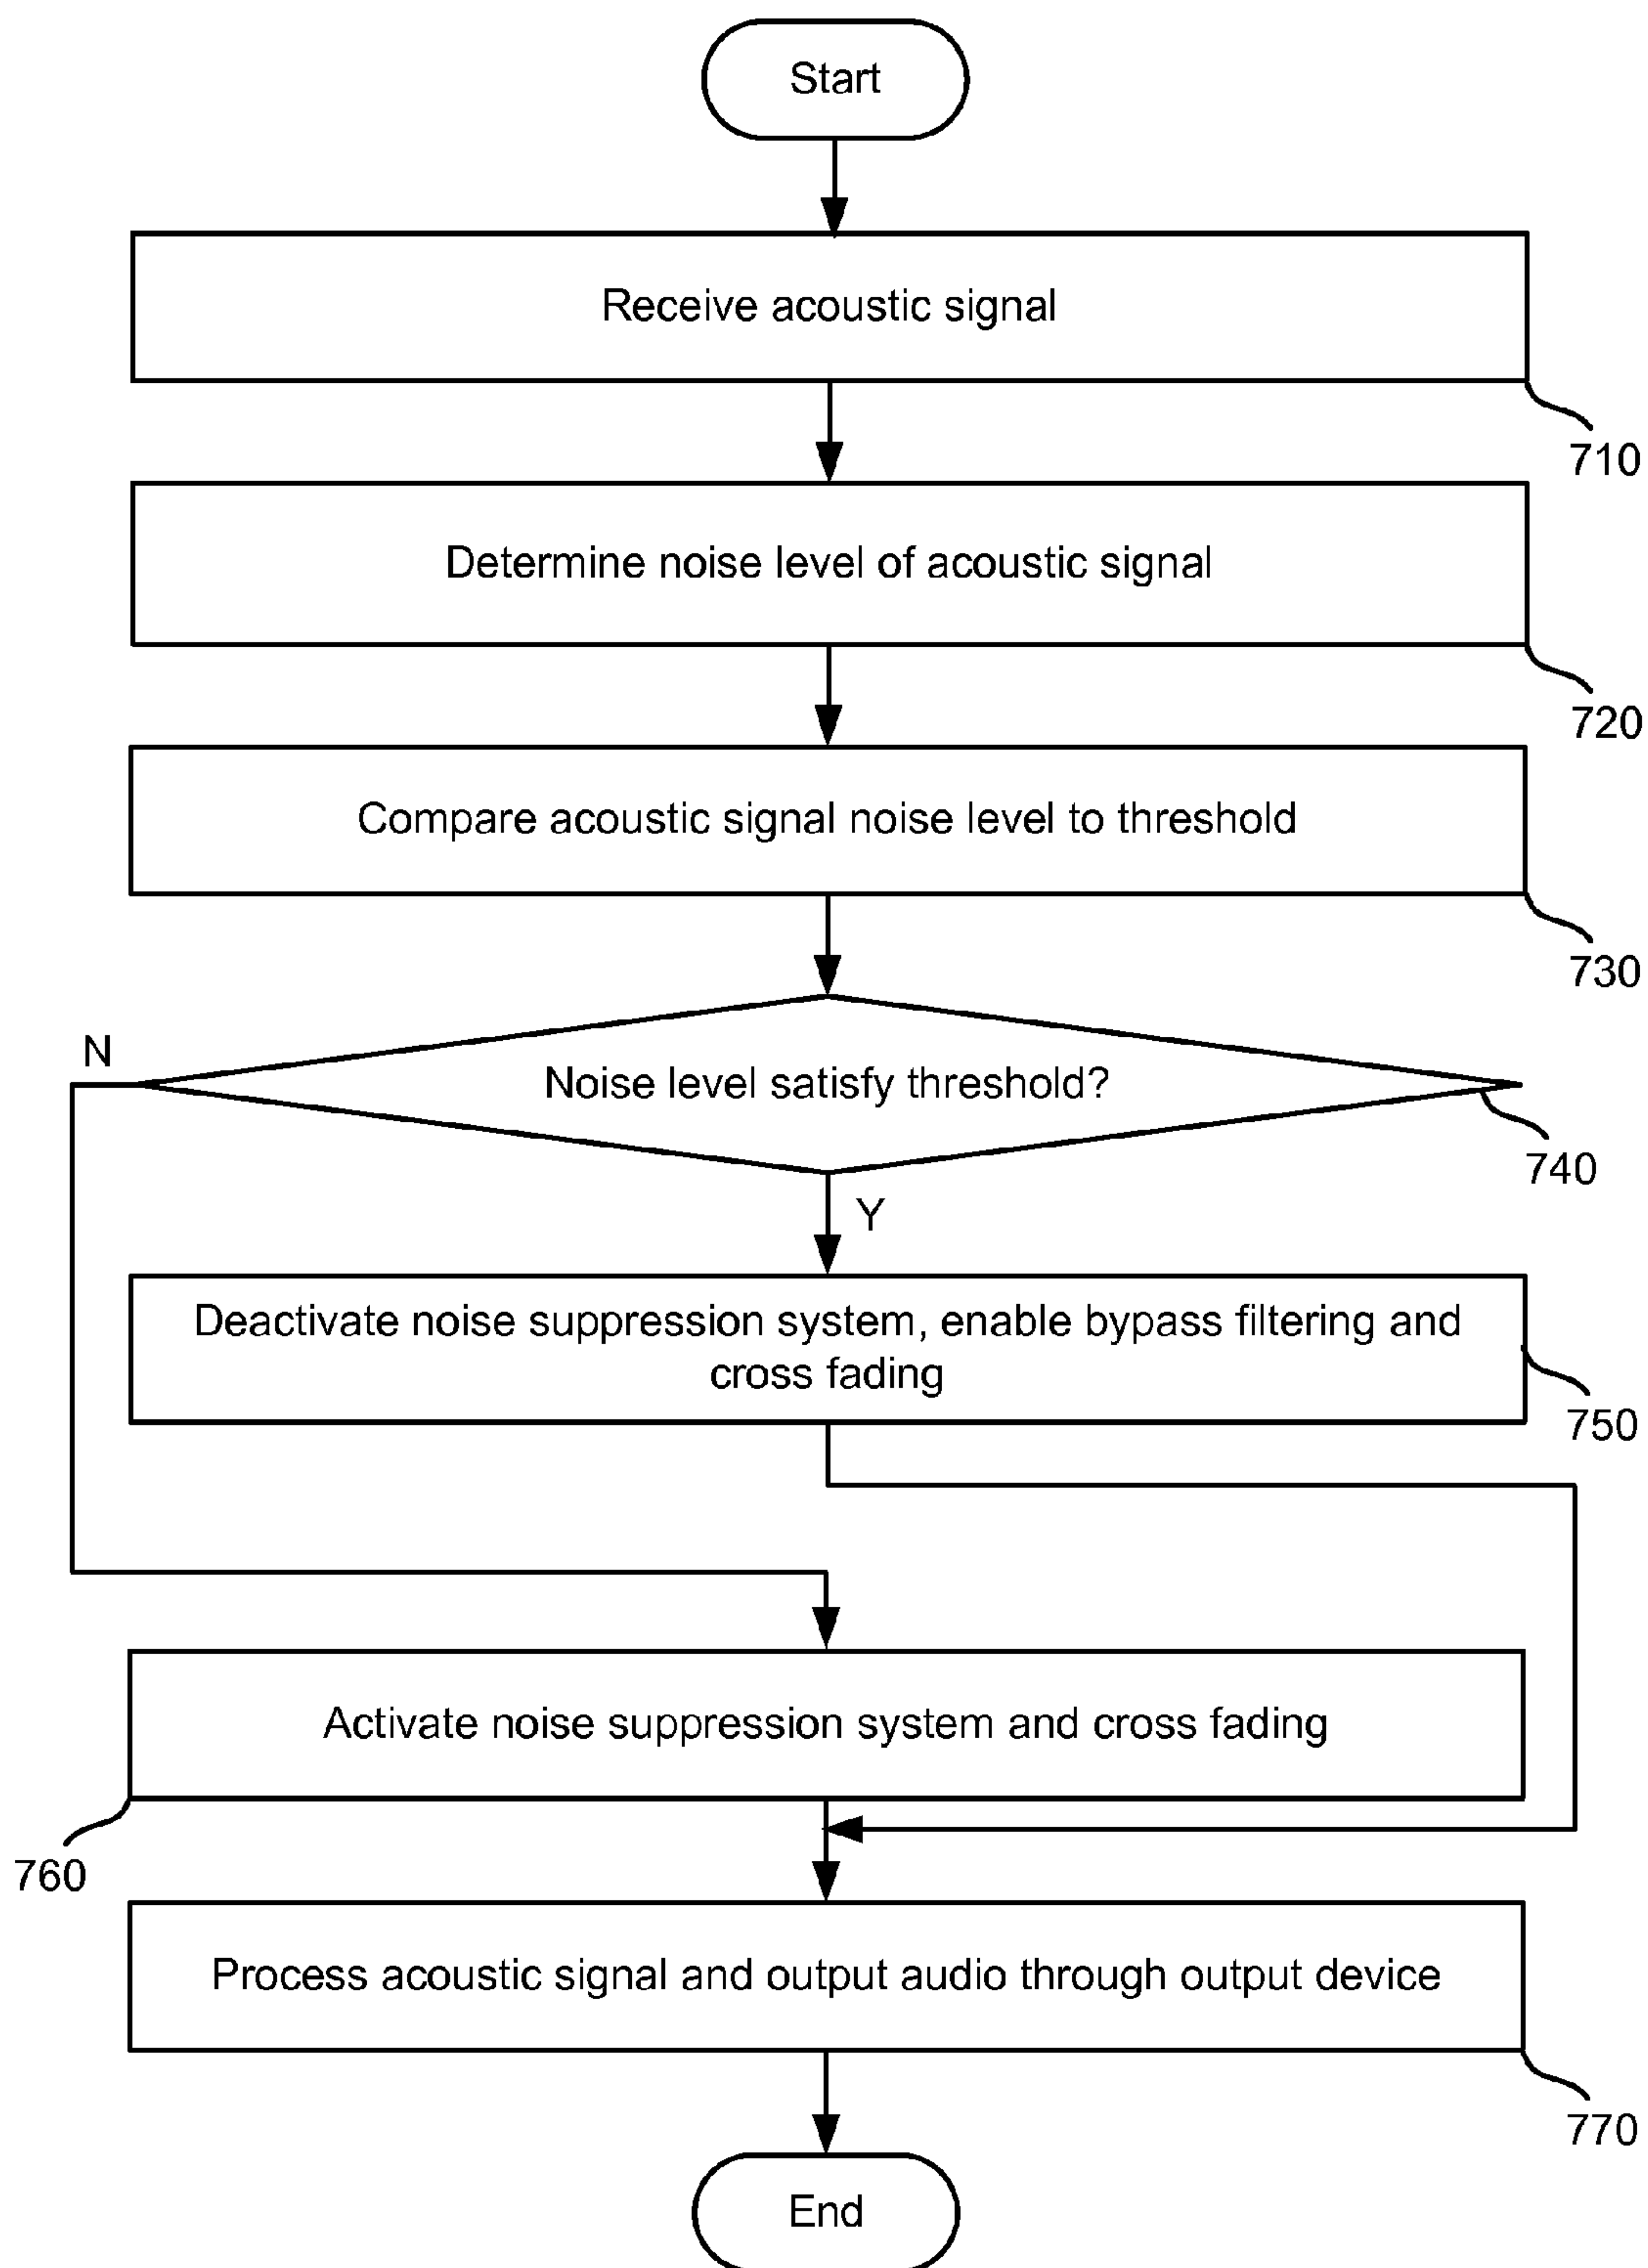 Start
Receive acoustic signal
710
Determine noise level of acoustic signal
720
Compare acoustic signal noise level to threshold
730
N
Noise level satisfy threshold?
740
Y
Deactivate noise suppression system, enable bypass filtering and
cross fading
750
Activate noise suppression system and cross fading
760
Process acoustic signal and output audio through output device
770
End